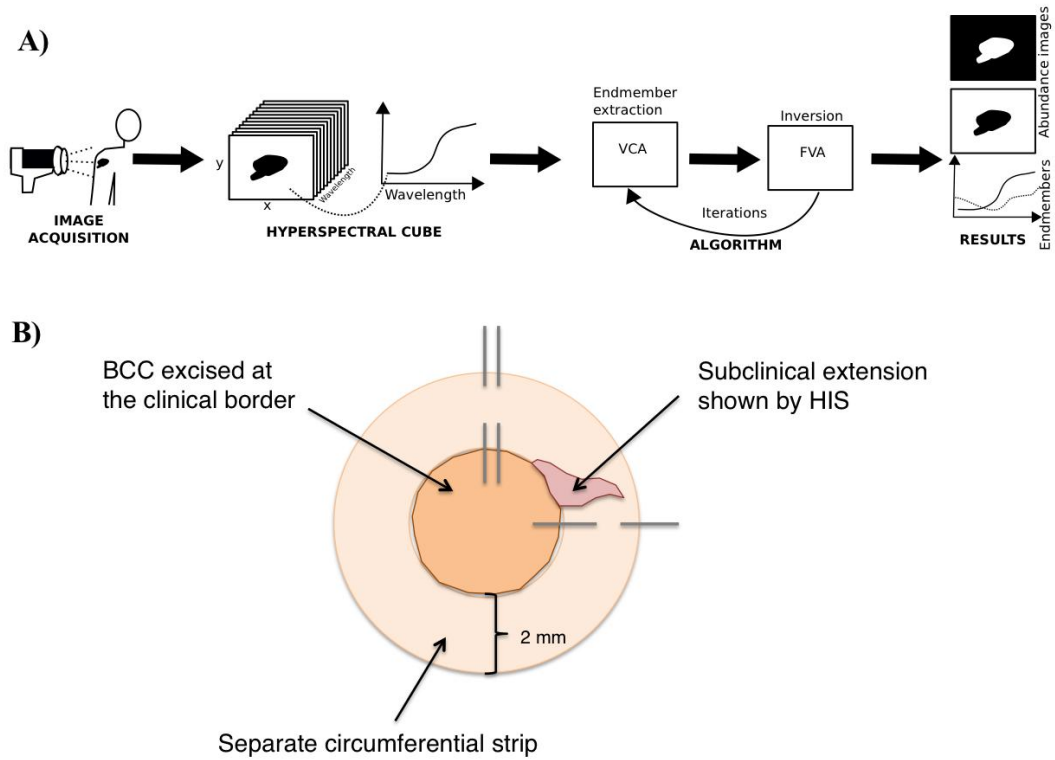 A)
IMAGE
ACQUISITION
y
x
Wavelength
Wavelength
HYPERSPECTRAL CUBE
Endmember
extraction
VCA
Inversion
FVA
Iterations
ALGORITHM
Abundance images
Endmembers
RESULTS
B)
BCC excised at
the clinical border
Subclinical extension
shown by HIS
2 mm
Separate circumferential strip